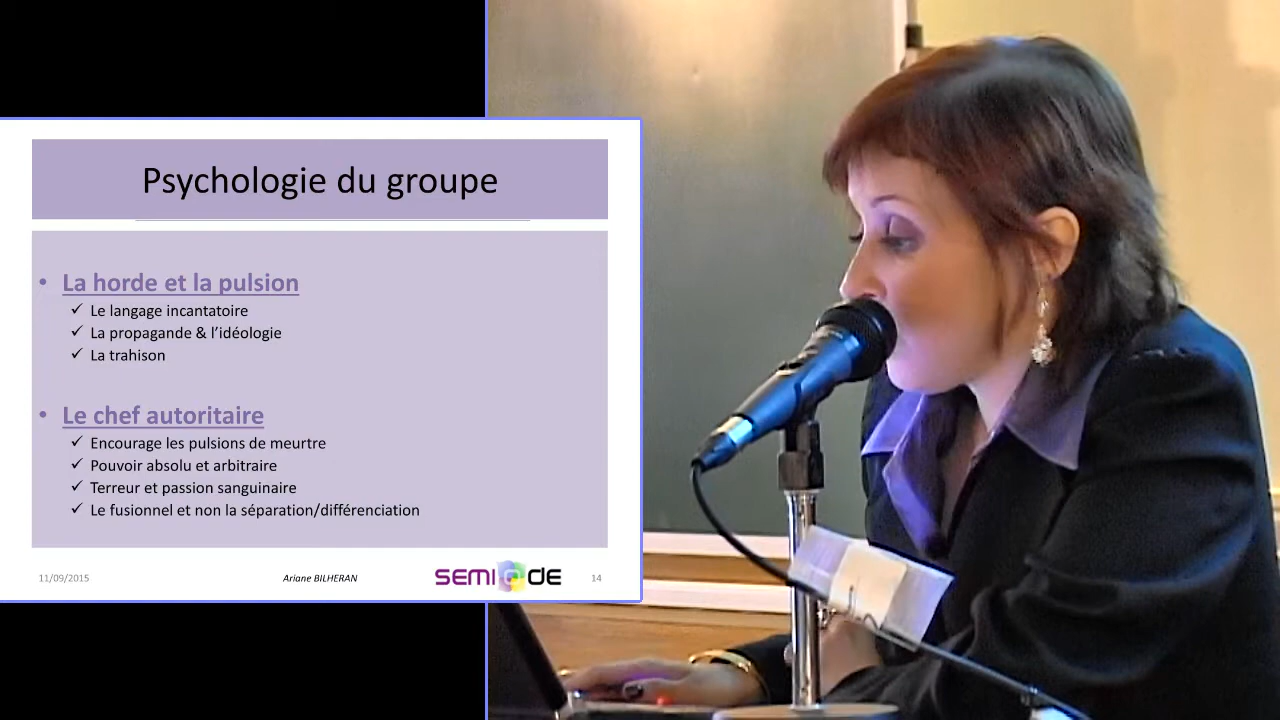 Psychologie du groupe
• La horde et la pulsion
✓ Le langage incantatoire
✓ La propagande & l’idéologie
✓ La trahison
• Le chef autoritaire
✓ Encourage les pulsions de meurtre
✓ Pouvoir absolu et arbitraire
✓ Terreur et passion sanguinaire
✓ Le fusionnel et non la séparation/différenciation
11/09/2015
Ariane BILHERAN
SEMI@DE
14